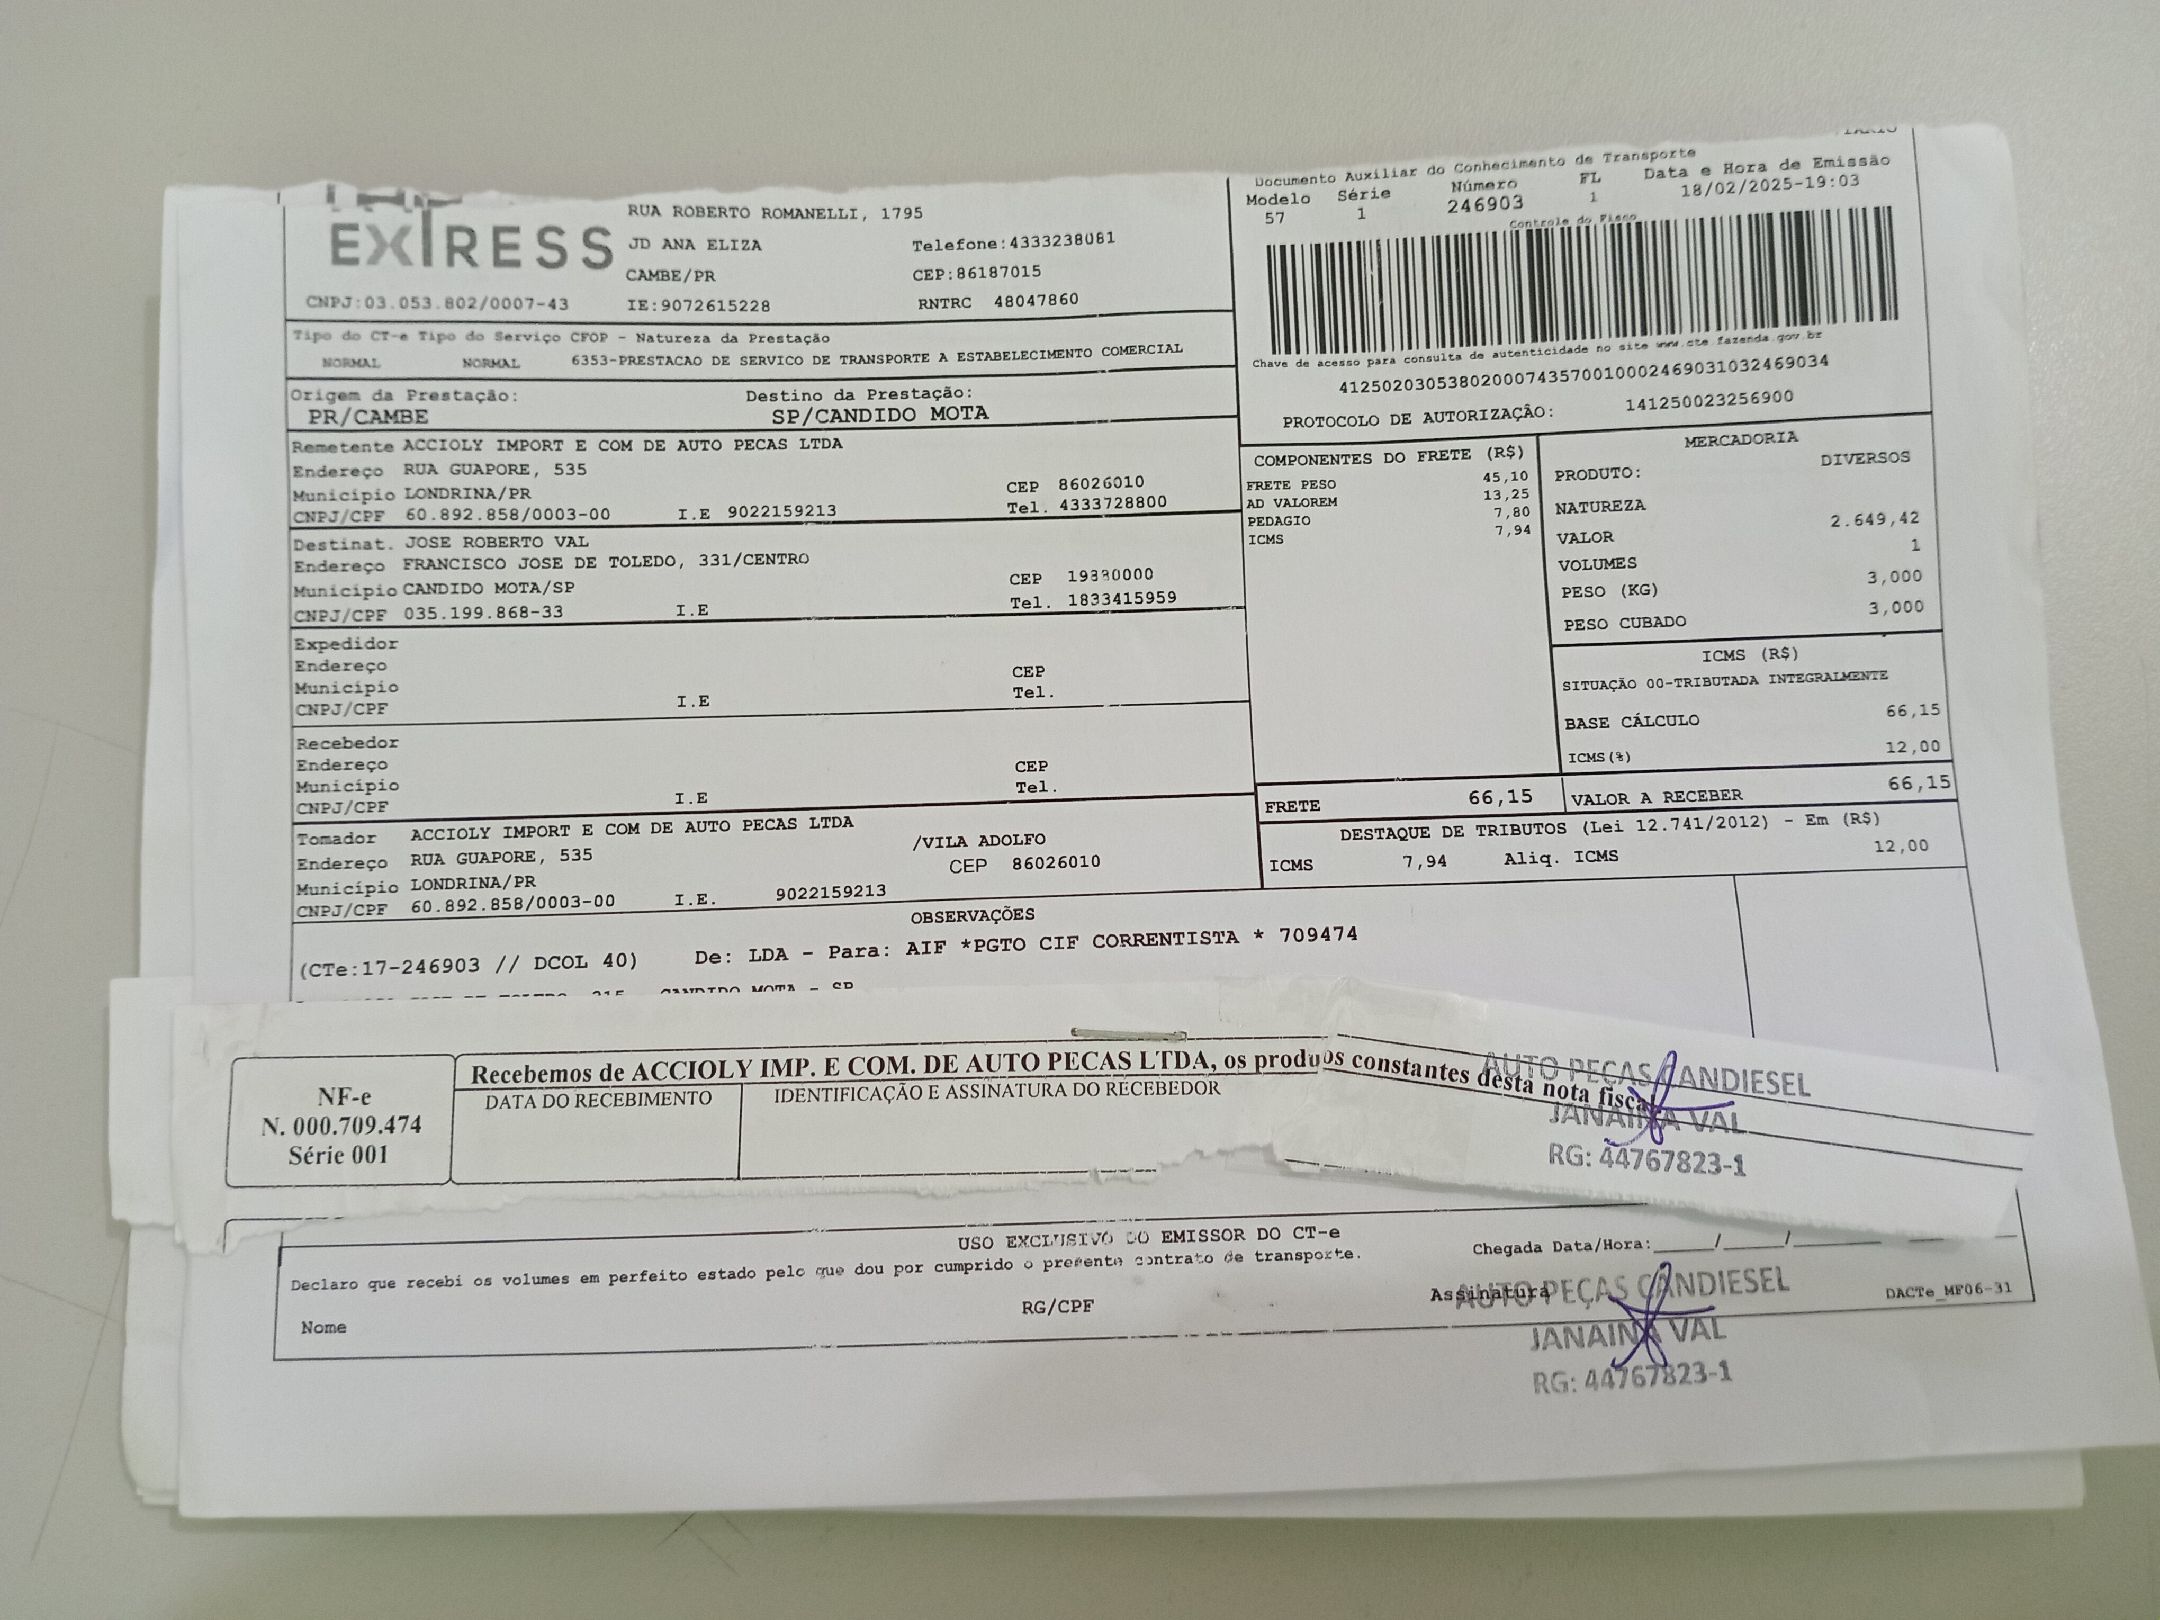 EXPRESS
RUA ROBERTO ROMANELLI, 1795
JD ANA ELIZA Telefone:4333238081
CAMBE/PR CEP:86187015
CNPJ:03.053.802/0007-43 IE:9072615228 RNTRC 48047860
Documento Auxiliar do Conhecimento de Transporte
Modelo Série Número FL Data e Hora de Emissão
57 1 246903 1 18/02/2025-19:03
Controle do Fisco
Chave de acesso para consulta de autenticidade no site www.cte.fazenda.gov.br
41250203053802000743570010002469031032469034
PROTOCOLO DE AUTORIZAÇÃO: 141250023256900
Tipo do CT-e Tipo do Serviço CFOP - Natureza da Prestação
NORMAL NORMAL 6353-PRESTACAO DE SERVICO DE TRANSPORTE A ESTABELECIMENTO COMERCIAL
Origem da Prestação: Destino da Prestação:
PR/CAMBE SP/CANDIDO MOTA
Remetente ACCIOLY IMPORT E COM DE AUTO PECAS LTDA
Endereço RUA GUAPORE, 535
Município LONDRINA/PR CEP 86026010
CNPJ/CPF 60.892.858/0003-00 I.E 9022159213 Tel. 4333728800
Destinat. JOSE ROBERTO VAL
Endereço FRANCISCO JOSE DE TOLEDO, 331/CENTRO
Município CANDIDO MOTA/SP CEP 19880000
CNPJ/CPF 035.199.868-33 I.E Tel. 1833415959
Expedidor
Endereço
Município CEP
CNPJ/CPF I.E Tel.
Recebedor
Endereço
Município CEP
CNPJ/CPF I.E Tel.
Tomador ACCIOLY IMPORT E COM DE AUTO PECAS LTDA
Endereço RUA GUAPORE, 535 /VILA ADOLFO
Município LONDRINA/PR CEP 86026010
CNPJ/CPF 60.892.858/0003-00 I.E. 9022159213
COMPONENTES DO FRETE (R$)
FRETE PESO 45,10
AD VALOREM 13,25
PEDAGIO 7,80
ICMS 7,94
MERCADORIA
PRODUTO: DIVERSOS
NATUREZA
VALOR 2.649,42
VOLUMES 1
PESO (KG) 3,000
PESO CUBADO 3,000
ICMS (R$)
SITUAÇÃO 00-TRIBUTADA INTEGRALMENTE
BASE CÁLCULO 66,15
ICMS(%) 12,00
FRETE 66,15 VALOR A RECEBER 66,15
DESTAQUE DE TRIBUTOS (Lei 12.741/2012) - Em (R$)
ICMS 7,94 Aliq. ICMS 12,00
OBSERVAÇÕES
(CTe:17-246903 // DCOL 40) De: LDA - Para: AIF *PGTO CIF CORRENTISTA * 709474
CANDIDO MOTA - SP
NF-e
N. 000.709.474
Série 001
Recebemos de ACCIOLY IMP. E COM. DE AUTO PECAS LTDA, os produtos constantes desta nota fiscal
DATA DO RECEBIMENTO IDENTIFICAÇÃO E ASSINATURA DO RECEBEDOR
AUTO PEÇAS CANDIESEL
JANAINA VAL
RG: 44767823-1
USO EXCLUSIVO DO EMISSOR DO CT-e
Declaro que recebi os volumes em perfeito estado pelo que dou por cumprido o presente contrato de transporte.
Chegada Data/Hora:_____/_____/_____
Nome RG/CPF Assinatura DACTe_MF06-31
AUTO PEÇAS CANDIESEL
JANAINA VAL
RG: 44767823-1